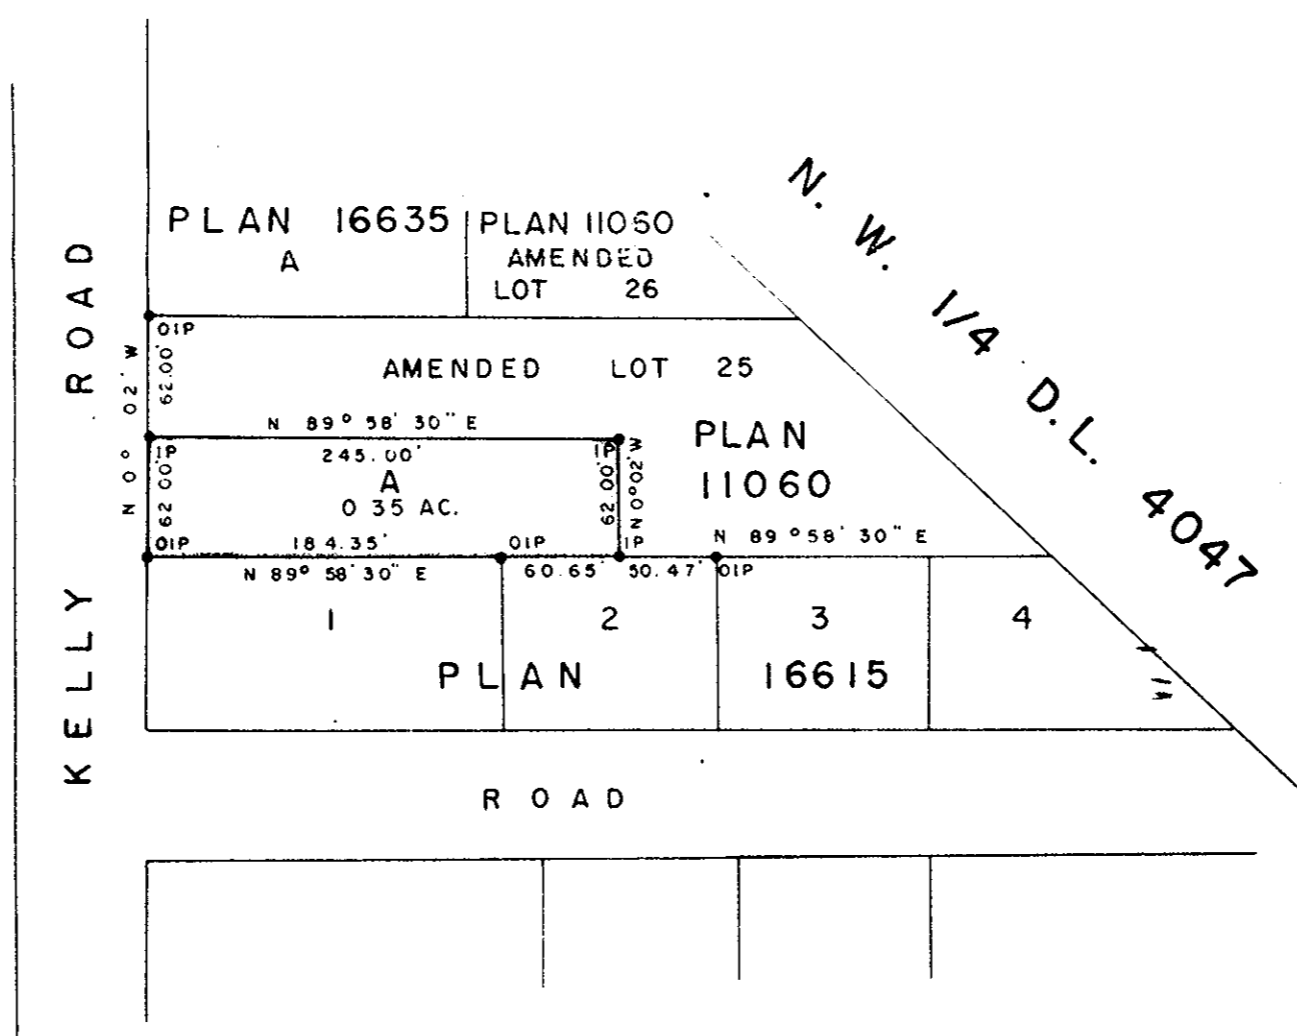 N. W. 1/4 D.L. 4047
PLAN 16635
A
PLAN 11060
AMENDED
LOT 26
KELLY ROAD
OIP
62.00'
N 0° 02' W
AMENDED LOT 25
N 89° 58' 30" E
PLAN
11060
IP
245.00'
IP
A
0 35 AC.
62 00'
62.00'
N 0°02' W
OIP
184.35'
OIP
IP
N 89°58' 30" E
N 89° 58' 30" E
60.65'
50.47'
OIP
1
2
3
4
PLAN 16615
ROAD